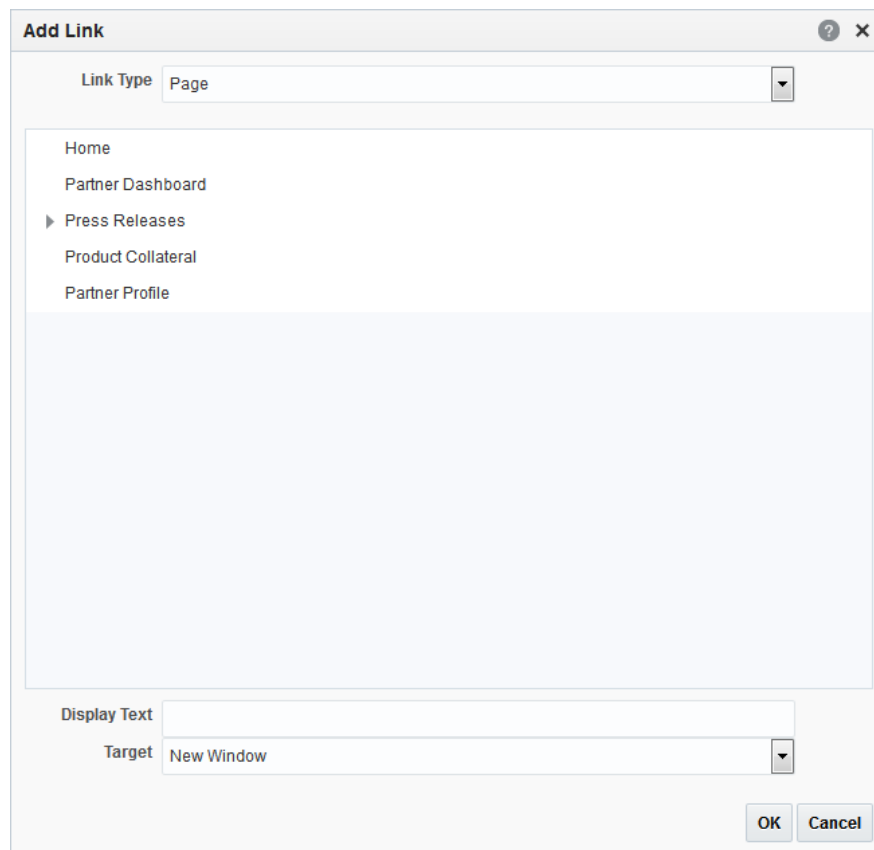 Add Link
Link Type Page
Home
Partner Dashboard
Press Releases
Product Collateral
Partner Profile
Display Text
Target New Window
OK Cancel